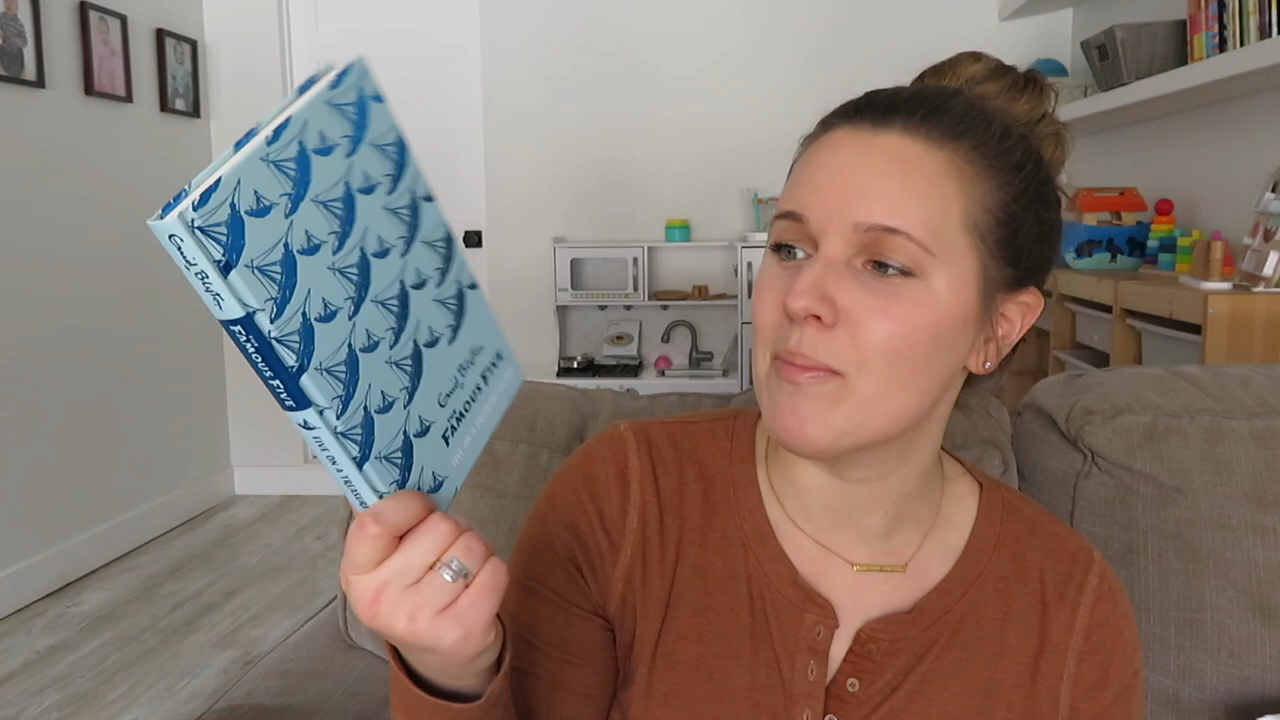 Enid Blyton
THE
FAMOUS FIVE
FIVE ON A TREASURE
Enid Blyton
THE
FAMOUS FIVE